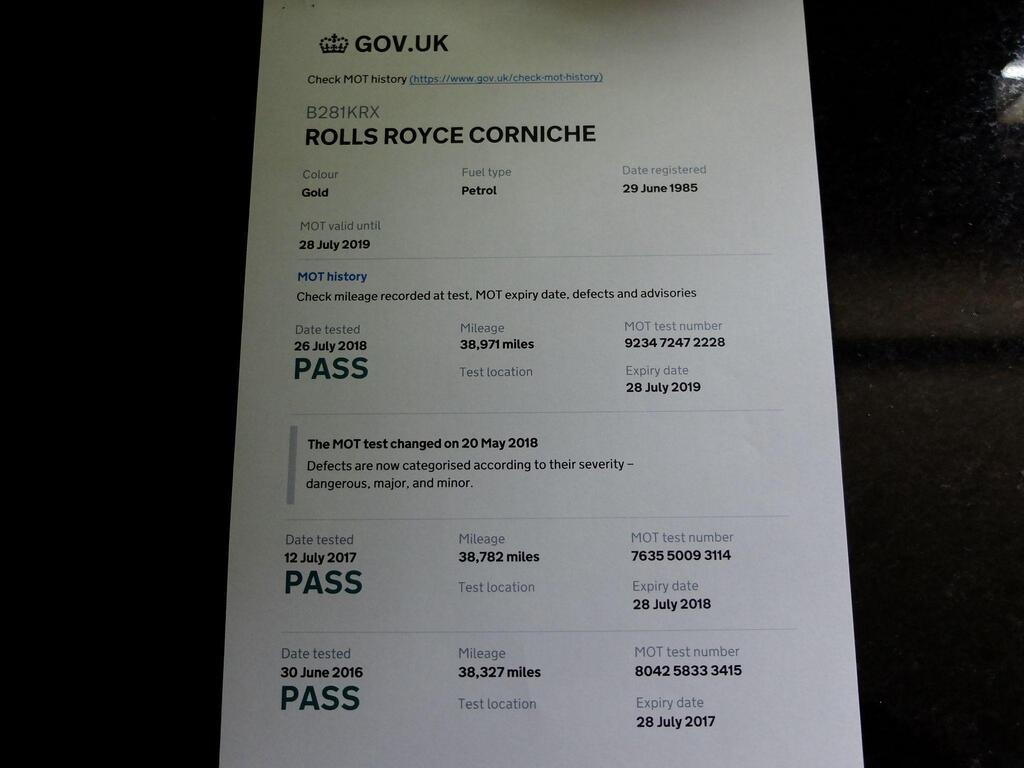 GOV.UK
Check MOT history (https://www.gov.uk/check-mot-history)
B281KRX
ROLLS ROYCE CORNICHE
Colour Fuel type Date registered
Gold Petrol 29 June 1985
MOT valid until
28 July 2019
MOT history
Check mileage recorded at test, MOT expiry date, defects and advisories
Date tested Mileage MOT test number
26 July 2018 38,971 miles 9234 7247 2228
PASS Test location Expiry date
28 July 2019
The MOT test changed on 20 May 2018
Defects are now categorised according to their severity –
dangerous, major, and minor.
Date tested Mileage MOT test number
12 July 2017 38,782 miles 7635 5009 3114
PASS Test location Expiry date
28 July 2018
Date tested Mileage MOT test number
30 June 2016 38,327 miles 8042 5833 3415
PASS Test location Expiry date
28 July 2017